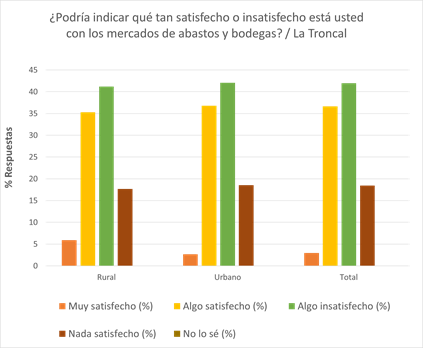 ¿Podría indicar qué tan satisfecho o insatisfecho está usted
con los mercados de abastos y bodegas? / La Troncal
45
40
35
30
25
20
15
10
5
0
% Respuestas
Rural Urbano Total
Muy satisfecho (%) Algo satisfecho (%) Algo insatisfecho (%)
Nada satisfecho (%) No lo sé (%)